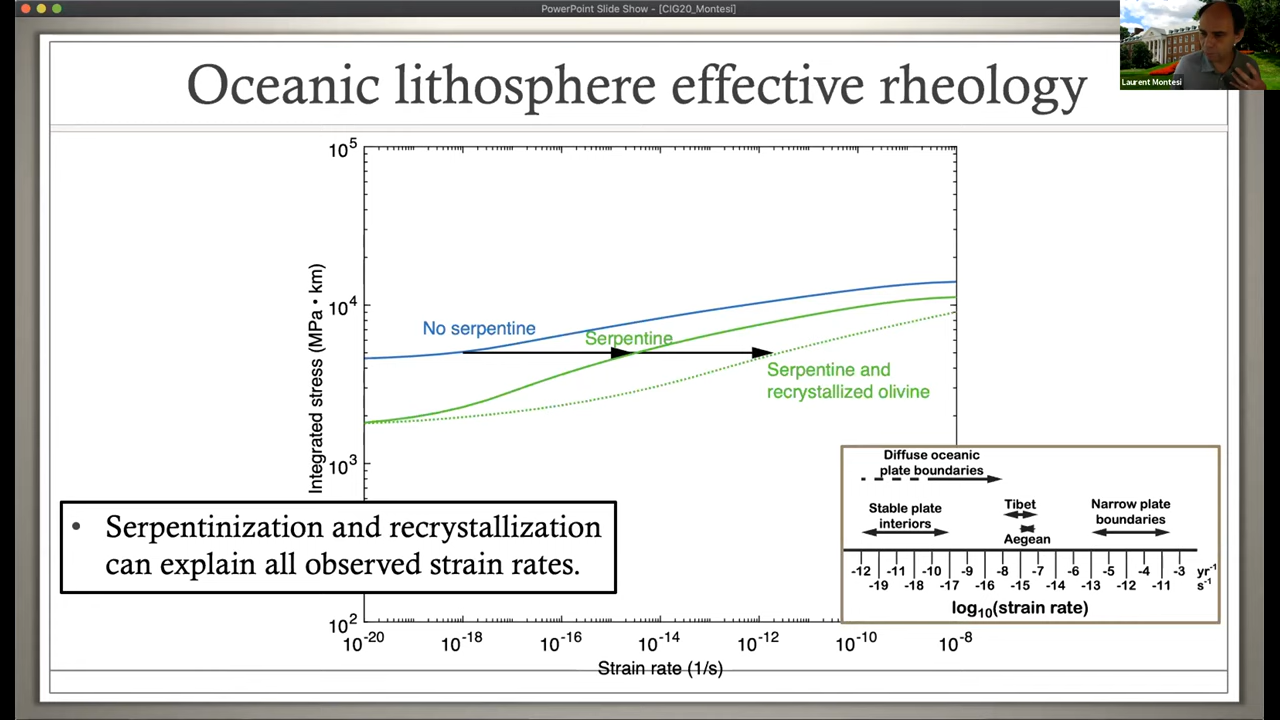 PowerPoint Slide Show - [CIG20_Montesi]
Laurent Montesi
Oceanic lithosphere effective rheology
10^5
10^4
10^3
10^2
Integrated stress (MPa • km)
No serpentine
Serpentine
Serpentine and
recrystallized olivine
• Serpentinization and recrystallization
can explain all observed strain rates.
10^-20
10^-18
10^-16
10^-14
10^-12
10^-10
10^-8
Strain rate (1/s)
Diffuse oceanic
plate boundaries
Stable plate
interiors
Tibet
Aegean
Narrow plate
boundaries
-12 -11 -10 -9 -8 -7 -6 -5 -4 -3 yr^-1
-19 -18 -17 -16 -15 -14 -13 -12 -11 s^-1
log10(strain rate)